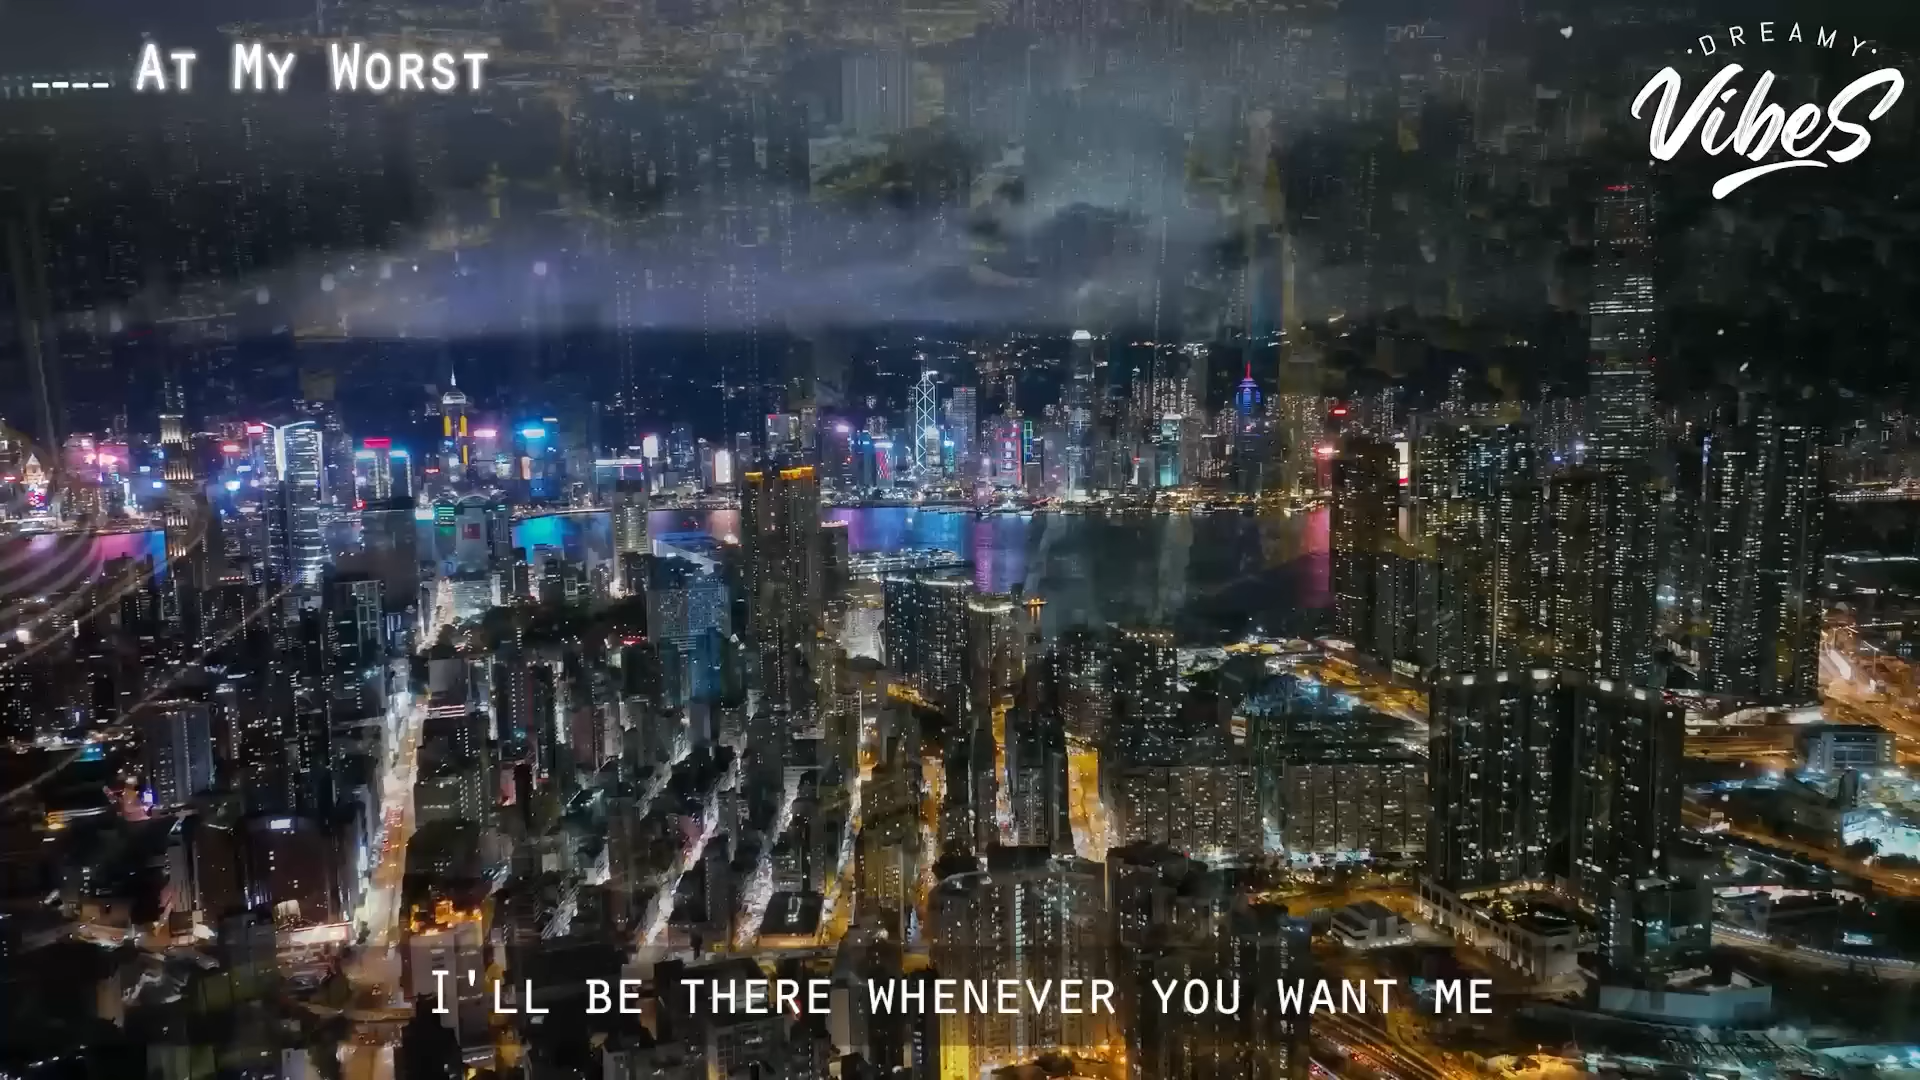 ---- At My Worst
·DREAMY·
Vibes
I'll be there whenever you want me